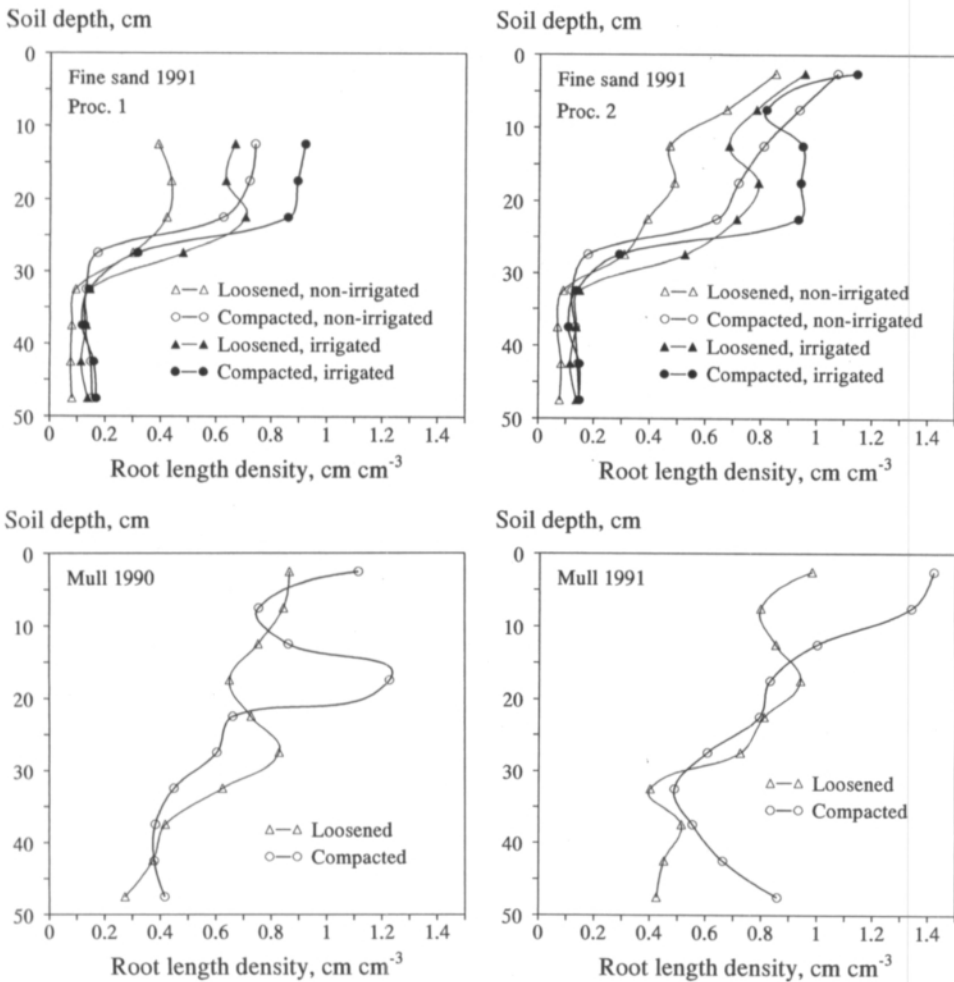 Soil depth, cm
0
10
20
30
40
50
Fine sand 1991
Proc. 1
Loosened, non-irrigated
Compacted, non-irrigated
Loosened, irrigated
Compacted, irrigated
0 0.2 0.4 0.6 0.8 1 1.2 1.4
Root length density, cm cm⁻³
Soil depth, cm
0
10
20
30
40
50
Fine sand 1991
Proc. 2
Loosened, non-irrigated
Compacted, non-irrigated
Loosened, irrigated
Compacted, irrigated
0 0.2 0.4 0.6 0.8 1 1.2 1.4
Root length density, cm cm⁻³
Soil depth, cm
0
10
20
30
40
50
Mull 1990
Loosened
Compacted
0 0.2 0.4 0.6 0.8 1 1.2 1.4
Root length density, cm cm⁻³
Soil depth, cm
0
10
20
30
40
50
Mull 1991
Loosened
Compacted
0 0.2 0.4 0.6 0.8 1 1.2 1.4
Root length density, cm cm⁻³